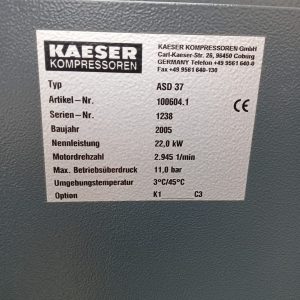 KAESER
KOMPRESSOREN
KAESER KOMPRESSOREN GmbH
Carl-Kaeser-Str. 26, 96450 Coburg
GERMANY Telefon +49 9561 640-0
Fax +49 9561 640-130
Typ ASD 37
Artikel-Nr. 100604.1
Serien-Nr. 1238
Baujahr 2005
Nennleistung 22,0 kW
Motordrehzahl 2.945 1/min
Max. Betriebsüberdruck 11,0 bar
Umgebungstemperatur 3°C/45°C
Option K1 C3
CE